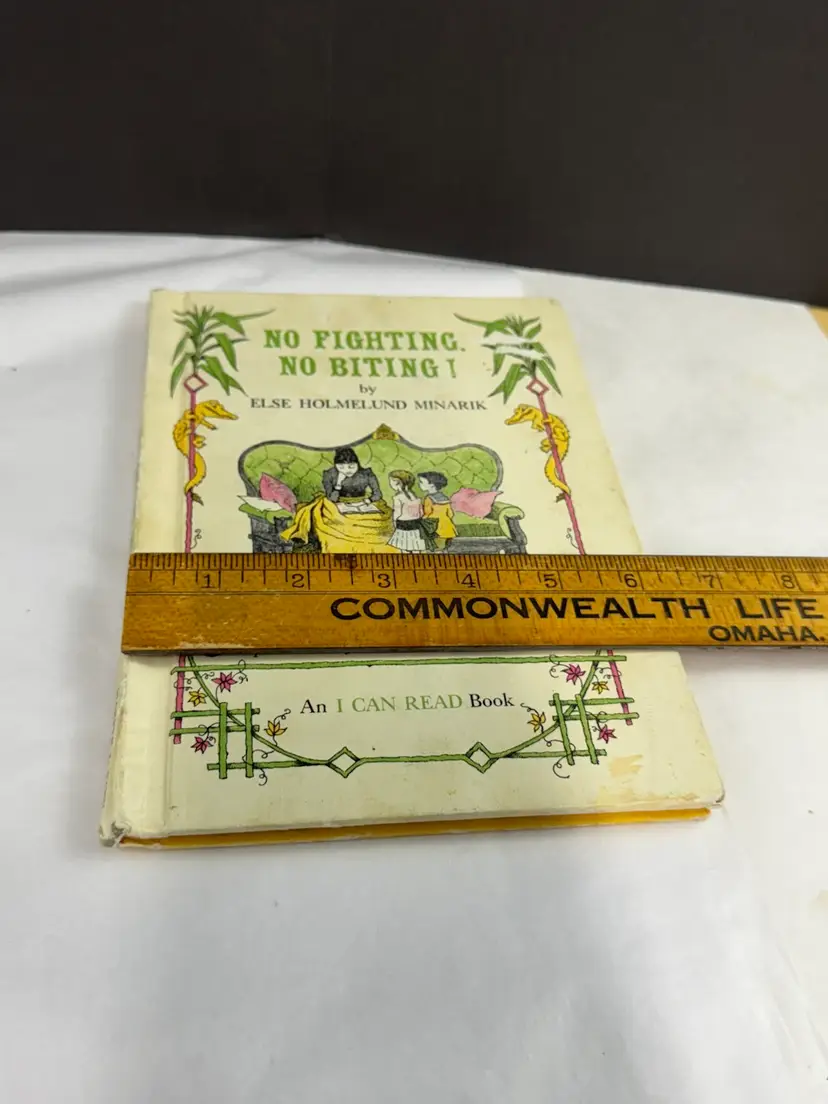 NO FIGHTING,
NO BITING!
by
ELSE HOLMELUND MINARIK
1 2 3 4 5 6 7 8
COMMONWEALTH LIFE
OMAHA.
An I CAN READ Book